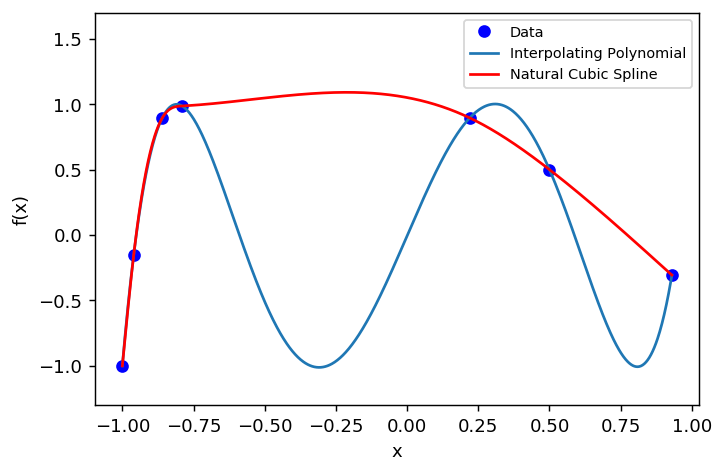 Data
Interpolating Polynomial
Natural Cubic Spline
f(x)
1.5
1.0
0.5
0.0
−0.5
−1.0
−1.00 −0.75 −0.50 −0.25 0.00 0.25 0.50 0.75 1.00
x